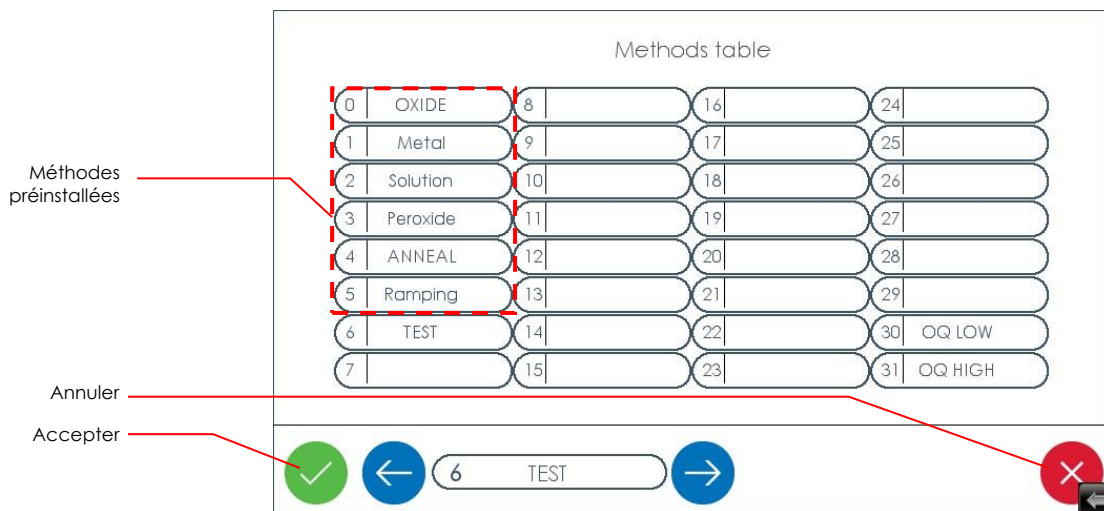 Methods table
0 OXIDE 8 16 24
1 Metal 9 17 25
2 Solution 10 18 26
3 Peroxide 11 19 27
4 ANNEAL 12 20 28
5 Ramping 13 21 29
6 TEST 14 22 30 OQ LOW
7 15 23 31 OQ HIGH
Méthodes
préinstallées
Annuler
Accepter
6 TEST